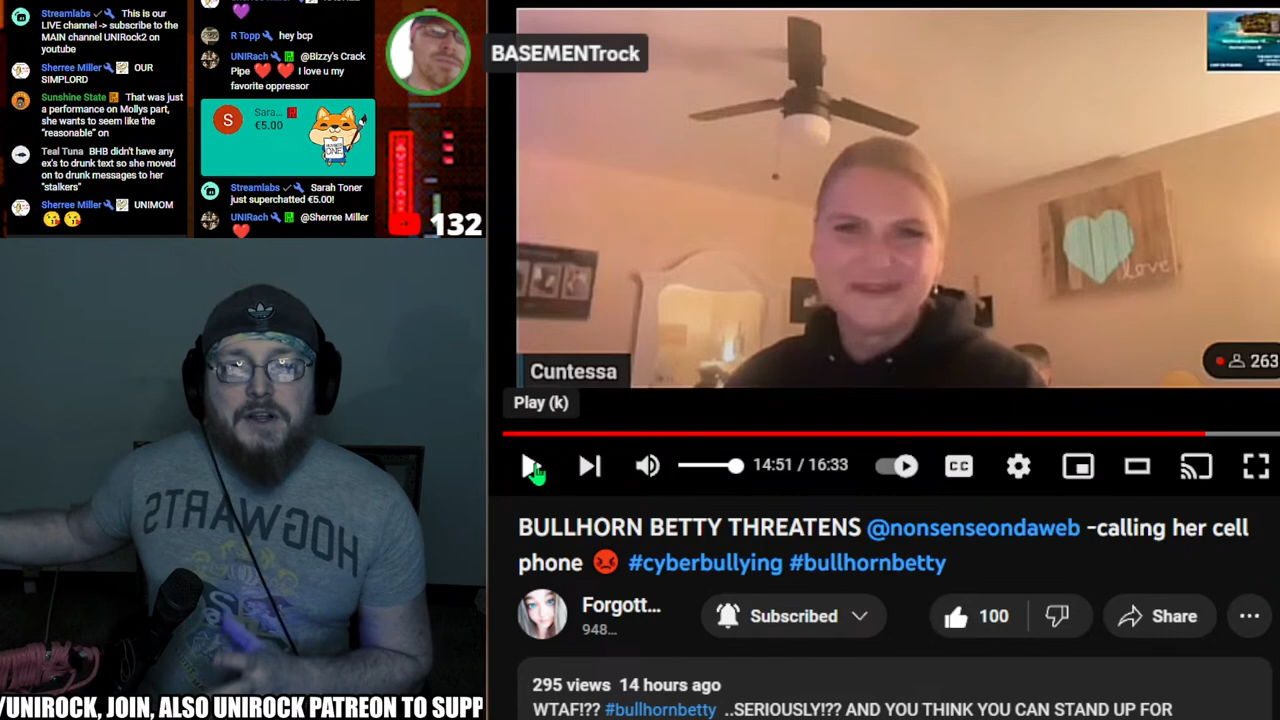 Streamlabs This is our
LIVE channel -> subscribe to the
MAIN channel UNIRock2 on
youtube
Sherree Miller OUR
SIMPLORD
Sunshine State That was just
a performance on Mollys part,
she wants to seem like the
"reasonable" on
Teal Tuna BHB didn't have any
ex's to drunk text so she moved
on to drunk messages to her
"stalkers"
Sherree Miller UNIMOM
😘 😘
💜
R Topp hey bcp
UNIRach @Bizzy's Crack
Pipe ❤️ ❤️ I love u my
favorite oppressor
S
Sara...
€5.00
NUMBER
ONE
Streamlabs Sarah Toner
just superchatted €5.00!
UNIRach @Sherree Miller
❤️
132
BASEMENTrock
HOGWARTS
/UNIROCK, JOIN, ALSO UNIROCK PATREON TO SUPP
love
Cuntessa
263
Play (k)
14:51 / 16:33
CC
BULLHORN BETTY THREATENS @nonsenseondaweb -calling her cell
phone 😡 #cyberbullying #bullhornbetty
Forgott...
948...
Subscribed
100
Share
295 views 14 hours ago
WTAF!?? #bullhornbetty ..SERIOUSLY!?? AND YOU THINK YOU CAN STAND UP FOR